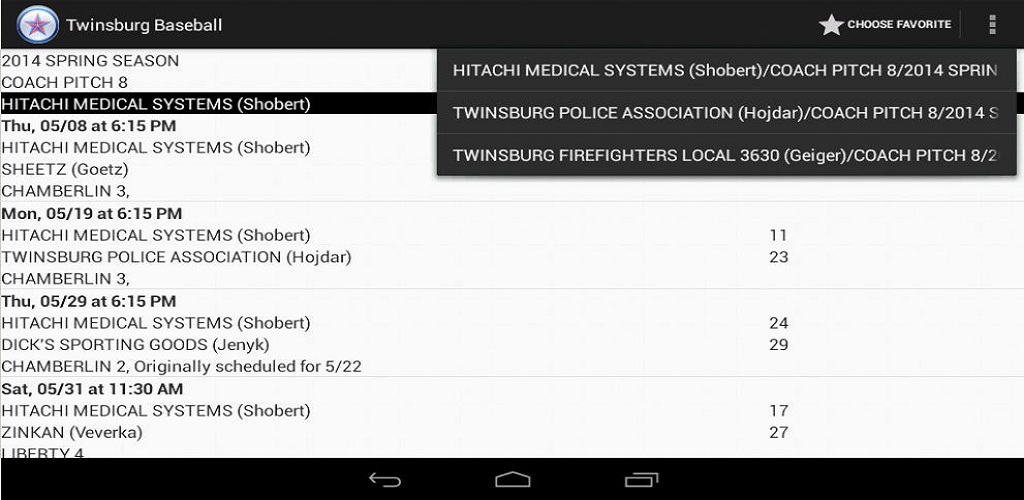 Twinsburg Baseball
CHOOSE FAVORITE
2014 SPRING SEASON
COACH PITCH 8
HITACHI MEDICAL SYSTEMS (Shobert)
Thu, 05/08 at 6:15 PM
HITACHI MEDICAL SYSTEMS (Shobert)
SHEETZ (Goetz)
CHAMBERLIN 3,
HITACHI MEDICAL SYSTEMS (Shobert)/COACH PITCH 8/2014 SPRIN
TWINSBURG POLICE ASSOCIATION (Hojdar)/COACH PITCH 8/2014 S
TWINSBURG FIREFIGHTERS LOCAL 3630 (Geiger)/COACH PITCH 8/2
Mon, 05/19 at 6:15 PM
HITACHI MEDICAL SYSTEMS (Shobert) 11
TWINSBURG POLICE ASSOCIATION (Hojdar) 23
CHAMBERLIN 3,
Thu, 05/29 at 6:15 PM
HITACHI MEDICAL SYSTEMS (Shobert) 24
DICK'S SPORTING GOODS (Jenyk) 29
CHAMBERLIN 2, Originally scheduled for 5/22
Sat, 05/31 at 11:30 AM
HITACHI MEDICAL SYSTEMS (Shobert) 17
ZINKAN (Veverka) 27
LIBERTY 4